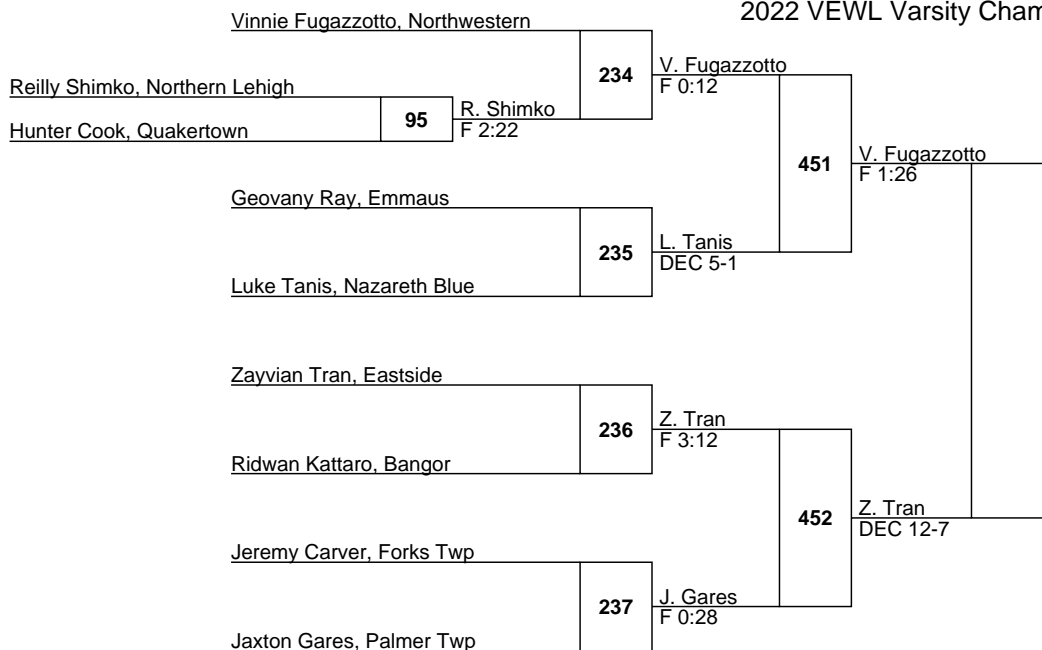 2022 VEWL Varsity Cham
Vinnie Fugazzotto, Northwestern
234
V. Fugazzotto
F 0:12
Reilly Shimko, Northern Lehigh
95
R. Shimko
F 2:22
Hunter Cook, Quakertown
451
V. Fugazzotto
F 1:26
Geovany Ray, Emmaus
235
L. Tanis
DEC 5-1
Luke Tanis, Nazareth Blue
Zayvian Tran, Eastside
236
Z. Tran
F 3:12
Ridwan Kattaro, Bangor
452
Z. Tran
DEC 12-7
Jeremy Carver, Forks Twp
237
J. Gares
F 0:28
Jaxton Gares, Palmer Twp